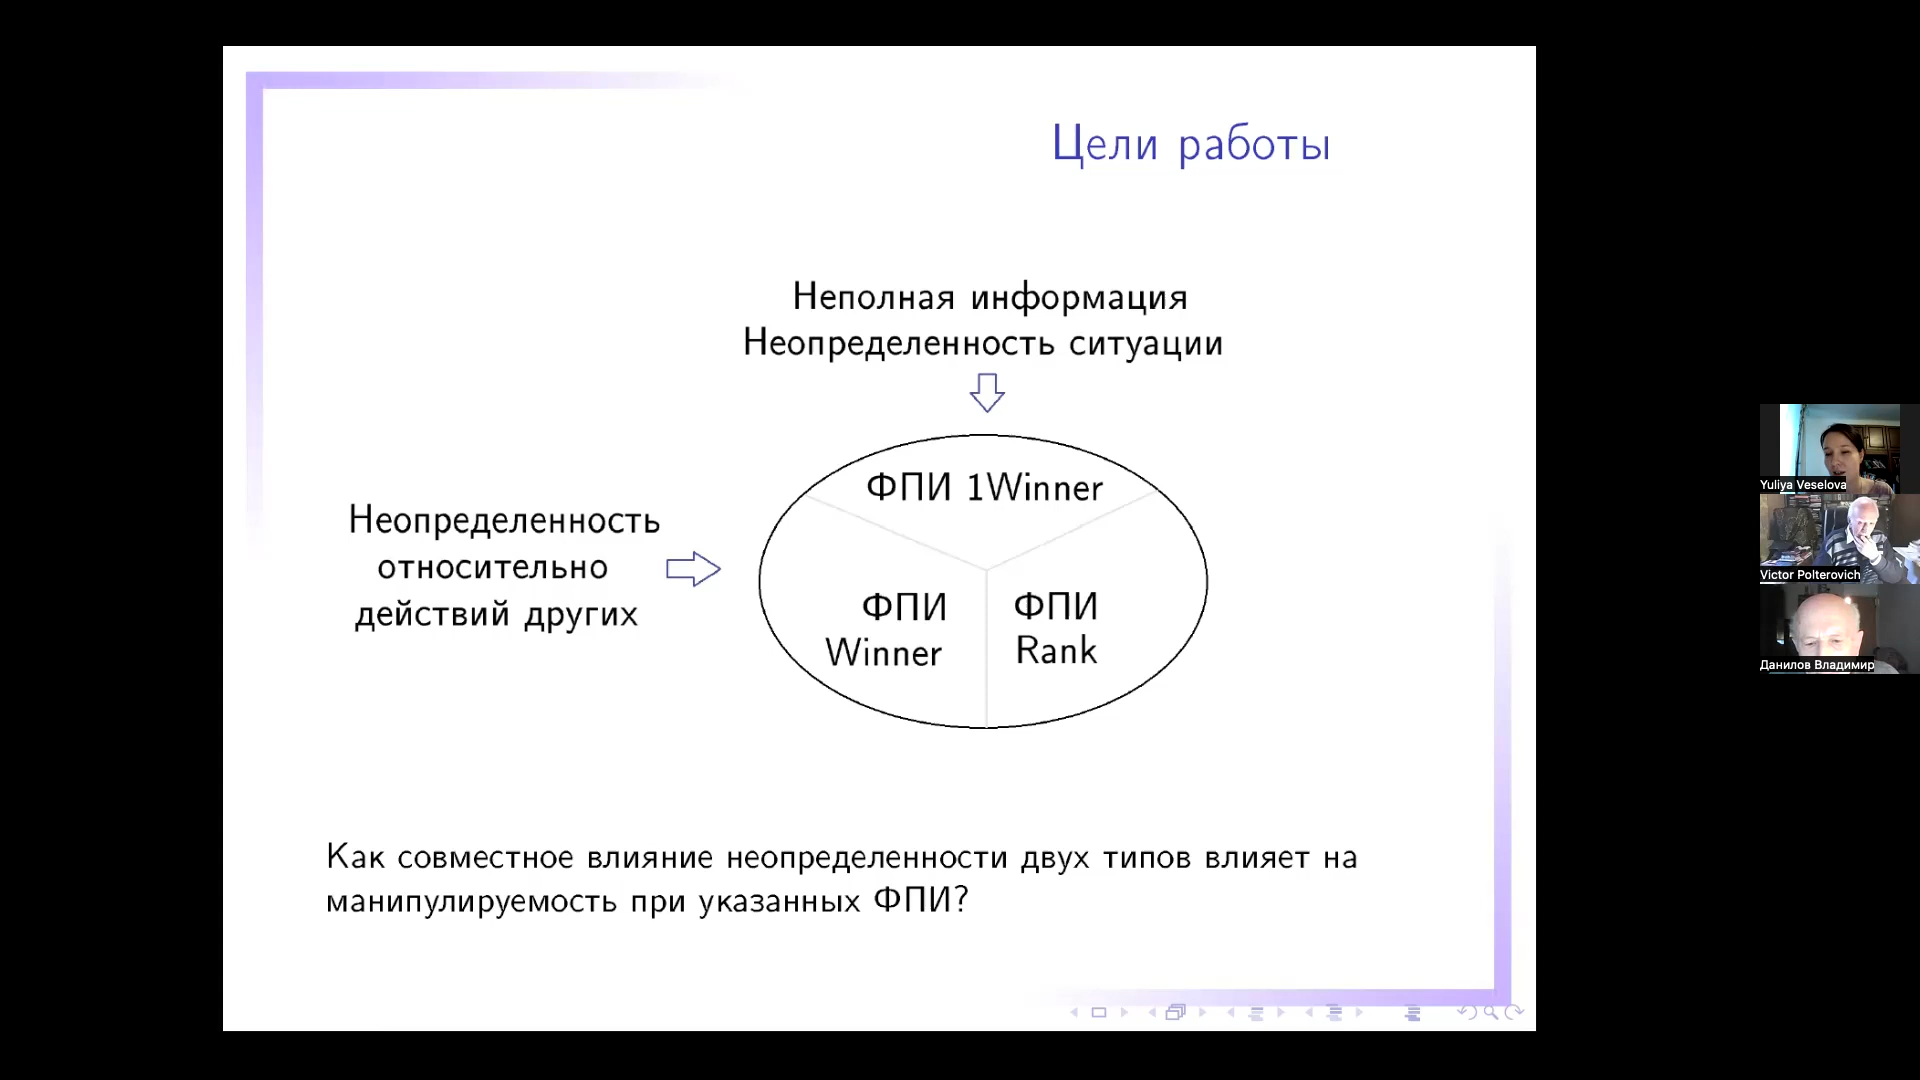 Цели работы
Неполная информация
Неопределенность ситуации
Неопределенность
относительно
действий других
ФПИ 1Winner
ФПИ
Winner
ФПИ
Rank
Как совместное влияние неопределенности двух типов влияет на
манипулируемость при указанных ФПИ?
Yuliya Veselova
Victor Polterovich
Данилов Владимир